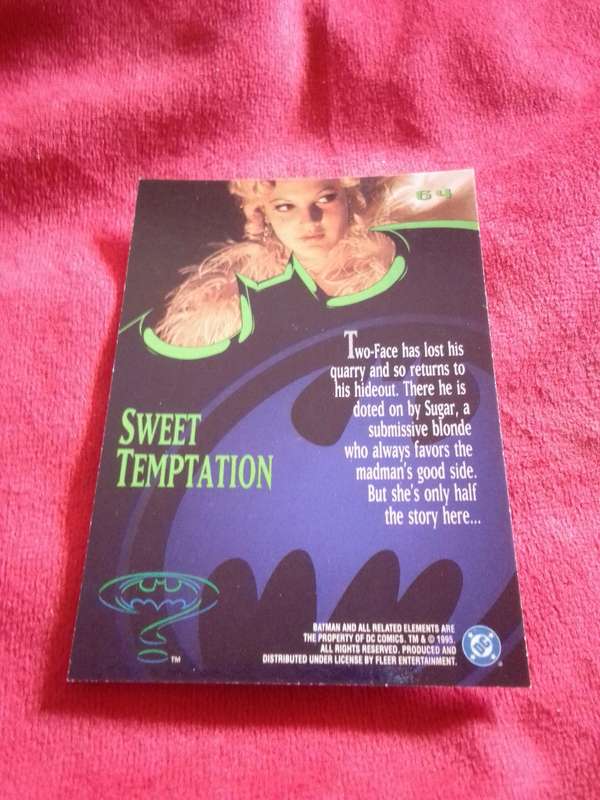 64
Two-Face has lost his
quarry and so returns to
his hideout. There he is
doted on by Sugar, a
submissive blonde
who always favors the
madman's good side.
But she's only half
the story here...
SWEET
TEMPTATION
TM
BATMAN AND ALL RELATED ELEMENTS ARE
THE PROPERTY OF DC COMICS. TM & © 1995
ALL RIGHTS RESERVED. PRODUCED AND
DISTRIBUTED UNDER LICENSE BY FLEER ENTERTAINMENT.
DC